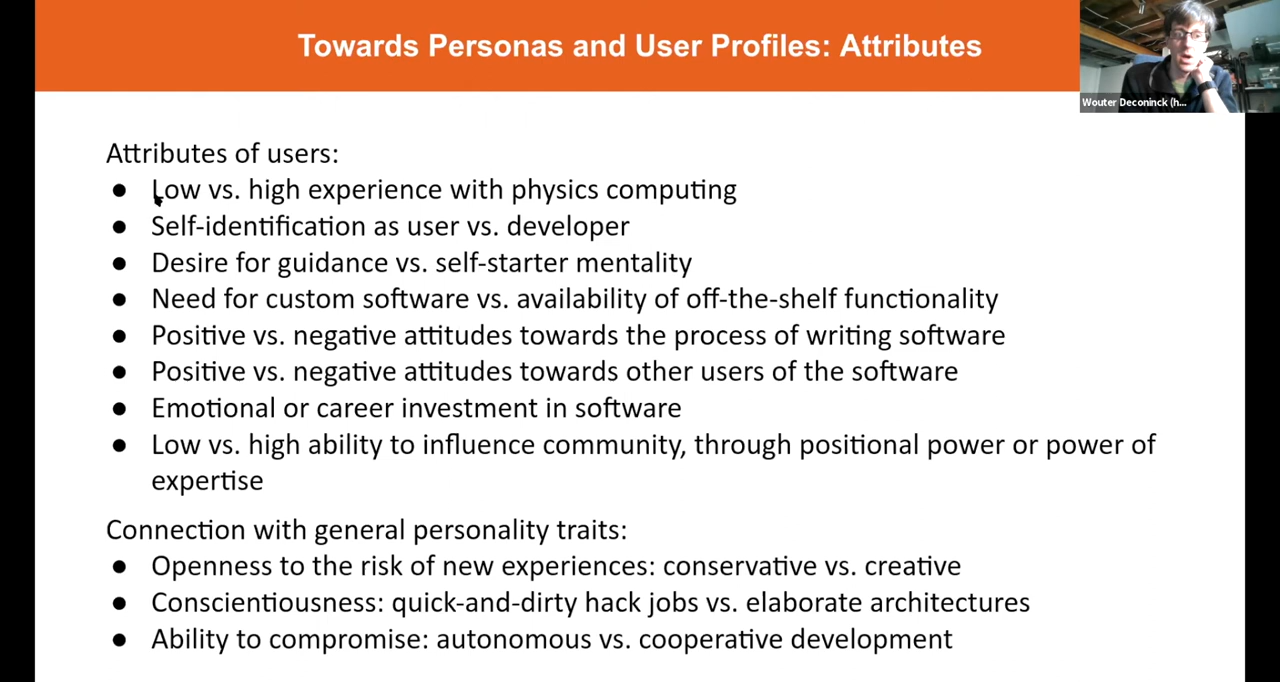 Towards Personas and User Profiles: Attributes
Wouter Deconinck (h...
Attributes of users:
● Low vs. high experience with physics computing
● Self-identification as user vs. developer
● Desire for guidance vs. self-starter mentality
● Need for custom software vs. availability of off-the-shelf functionality
● Positive vs. negative attitudes towards the process of writing software
● Positive vs. negative attitudes towards other users of the software
● Emotional or career investment in software
● Low vs. high ability to influence community, through positional power or power of
expertise
Connection with general personality traits:
● Openness to the risk of new experiences: conservative vs. creative
● Conscientiousness: quick-and-dirty hack jobs vs. elaborate architectures
● Ability to compromise: autonomous vs. cooperative development